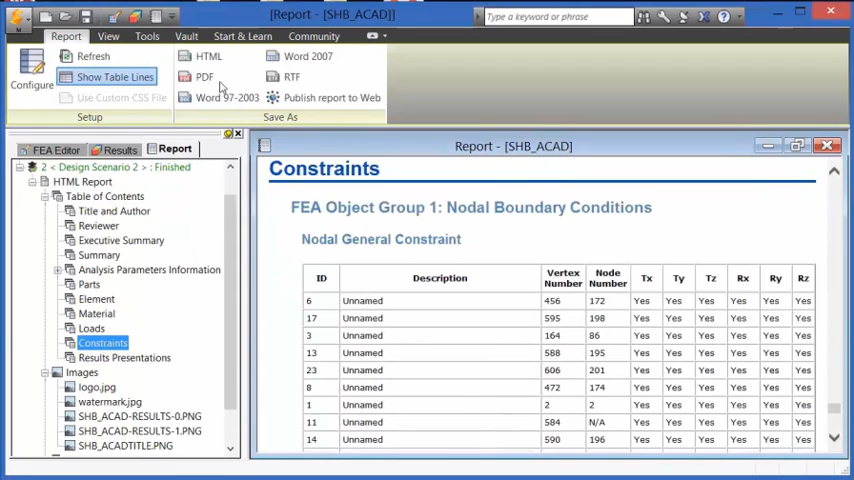 [Report - [SHB_ACAD]]
Type a keyword or phrase
Report View Tools Vault Start & Learn Community
Configure
Refresh
Show Table Lines
Use Custom CSS File
Setup
HTML
PDF
Word 97-2003
Word 2007
RTF
Publish report to Web
Save As
FEA Editor Results Report
2 < Design Scenario 2 > : Finished
HTML Report
Table of Contents
Title and Author
Reviewer
Executive Summary
Summary
Analysis Parameters Information
Parts
Element
Material
Loads
Constraints
Results Presentations
Images
logo.jpg
watermark.jpg
SHB_ACAD-RESULTS-0.PNG
SHB_ACAD-RESULTS-1.PNG
SHB_ACADTITLE.PNG
Report - [SHB_ACAD]
Constraints
FEA Object Group 1: Nodal Boundary Conditions
Nodal General Constraint
ID Description Vertex Number Node Number Tx Ty Tz Rx Ry Rz
6 Unnamed 456 172 Yes Yes Yes Yes Yes Yes
17 Unnamed 595 198 Yes Yes Yes Yes Yes Yes
3 Unnamed 164 86 Yes Yes Yes Yes Yes Yes
13 Unnamed 588 195 Yes Yes Yes Yes Yes Yes
23 Unnamed 606 201 Yes Yes Yes Yes Yes Yes
8 Unnamed 472 174 Yes Yes Yes Yes Yes Yes
1 Unnamed 2 2 Yes Yes Yes Yes Yes Yes
11 Unnamed 584 N/A Yes Yes Yes Yes Yes Yes
14 Unnamed 590 196 Yes Yes Yes Yes Yes Yes